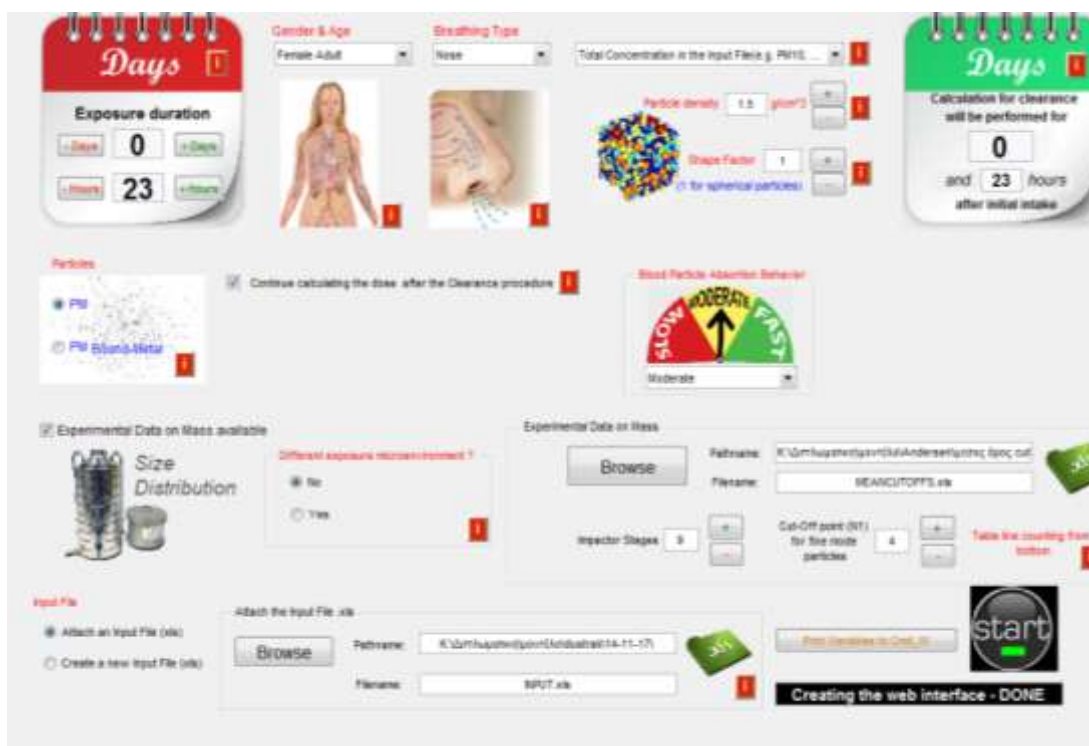 Days
Exposure duration
- Days 0 + Days
- Hours 23 + Hours
Gender & Age
Female Adult
Breathing Type
Nose
Total Concentration in the Input File(e.g. PM10, ...
Particle density 1.5 g/cm^3
+
-
Shape Factor 1
+
-
(1 for spherical particles)
Days
Calculation for clearance
will be performed for
0
and 23 hours
after initial intake
Particles
PM
PM Bound-Metal
Continue calculating the dose after the Clearance procedure
Blood Particle Absortion Behavior
SLOW MODERATE FAST
Moderate
Experimental Data on Mass available
Size
Distribution
Different exposure microenvironment ?
No
Yes
Experimental Data on Mass
Browse
Pathname:
Filename: MEANCUTOFFS.xls
Impactor Stages 9
+
-
Cut-Off point (N1)
for fine mode
particles
4
+
-
Table line counting from
bottom
Input File
Attach an Input File (xls)
Create a new Input File (xls)
Attach the Input File .xls
Browse
Pathname:
Filename: INPUT.xls
start
Creating the web interface - DONE